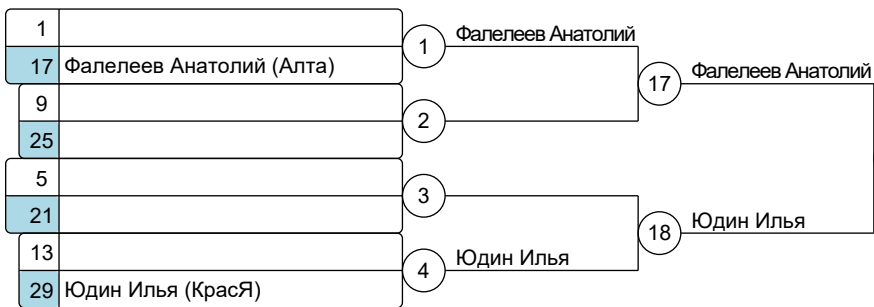 1
17 Фалелеев Анатолий (Алта)
1 Фалелеев Анатолий
9
25
2
17 Фалелеев Анатолий
5
21
3
13
29 Юдин Илья (КрасЯ)
4 Юдин Илья
18 Юдин Илья